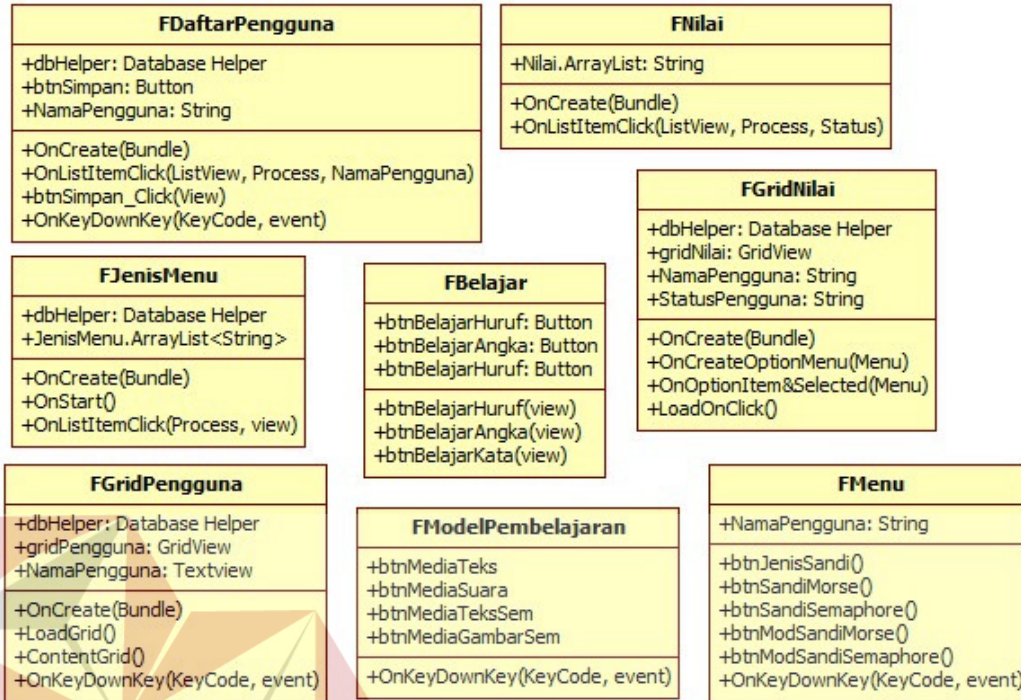 FDaftarPengguna
+dbHelper: Database Helper
+btnSimpan: Button
+NamaPengguna: String
+OnCreate(Bundle)
+OnListItemClick(ListView, Process, NamaPengguna)
+btnSimpan_Click(View)
+OnKeyDownKey(KeyCode, event)
FNilai
+Nilai.ArrayList: String
+OnCreate(Bundle)
+OnListItemClick(ListView, Process, Status)
FGridNilai
+dbHelper: Database Helper
+gridNilai: GridView
+NamaPengguna: String
+StatusPengguna: String
+OnCreate(Bundle)
+OnCreateOptionMenu(Menu)
+OnOptionItem&Selected(Menu)
+LoadOnClick()
FJenisMenu
+dbHelper: Database Helper
+JenisMenu.ArrayList<String>
+OnCreate(Bundle)
+OnStart()
+OnListItemClick(Process, view)
FBelajar
+btnBelajarHuruf: Button
+btnBelajarAngka: Button
+btnBelajarHuruf: Button
+btnBelajarHuruf(view)
+btnBelajarAngka(view)
+btnBelajarKata(view)
FGridPengguna
+dbHelper: Database Helper
+gridPengguna: GridView
+NamaPengguna: Textview
+OnCreate(Bundle)
+LoadGrid()
+ContentGrid()
+OnKeyDownKey(KeyCode, event)
FModelPembelajaran
+btnMediaTeks
+btnMediaSuara
+btnMediaTeksSem
+btnMediaGambarSem
+OnKeyDownKey(KeyCode, event)
FMenu
+NamaPengguna: String
+btnJenisSandi()
+btnSandiMorse()
+btnSandiSemaphore()
+btnModSandiMorse()
+btnModSandiSemaphore()
+OnKeyDownKey(KeyCode, event)